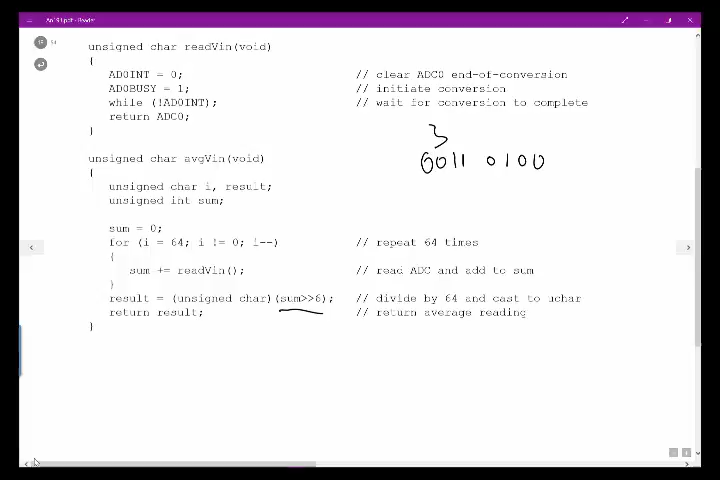 An191.pdf - Reader
unsigned char readVin(void)
{
AD0INT = 0; // clear ADC0 end-of-conversion
AD0BUSY = 1; // initiate conversion
while (!AD0INT); // wait for conversion to complete
return ADC0;
}
3
0011 0100
unsigned char avgVin(void)
{
unsigned char i, result;
unsigned int sum;
sum = 0;
for (i = 64; i != 0; i--) // repeat 64 times
{
sum += readVin(); // read ADC and add to sum
}
result = (unsigned char)(sum>>6); // divide by 64 and cast to uchar
return result; // return average reading
}